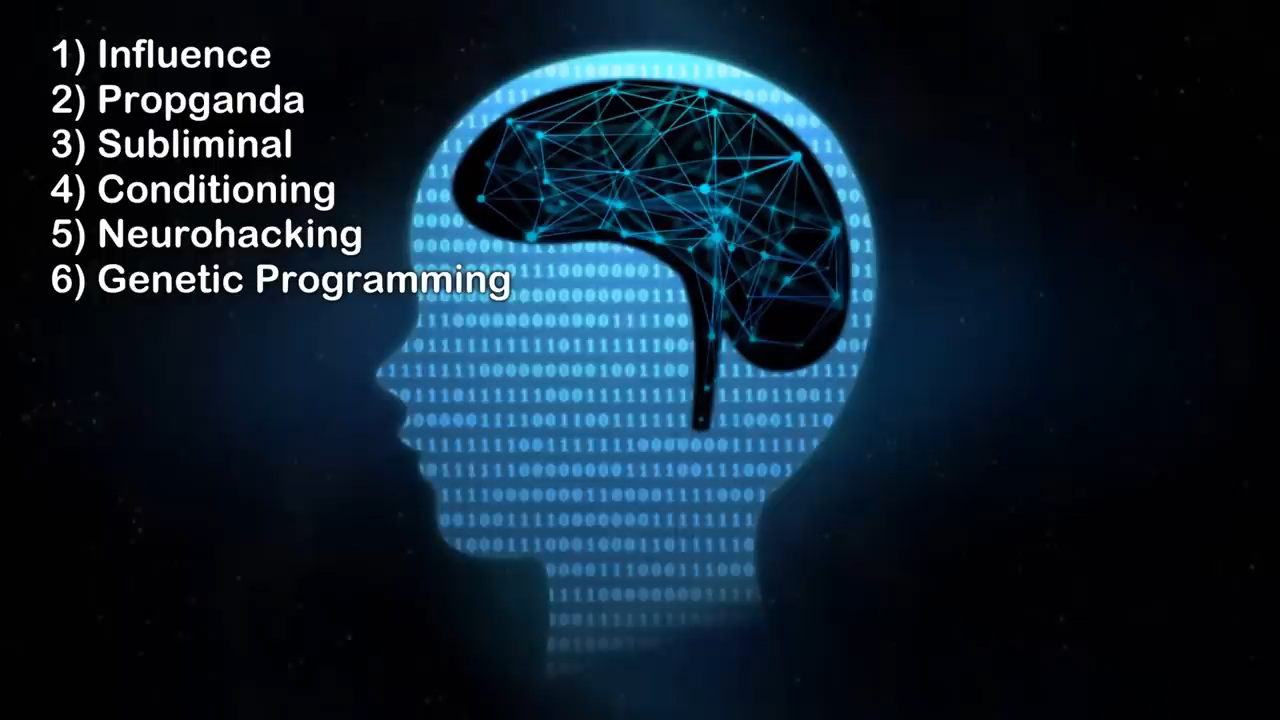 1) Influence
2) Propganda
3) Subliminal
4) Conditioning
5) Neurohacking
6) Genetic Programming